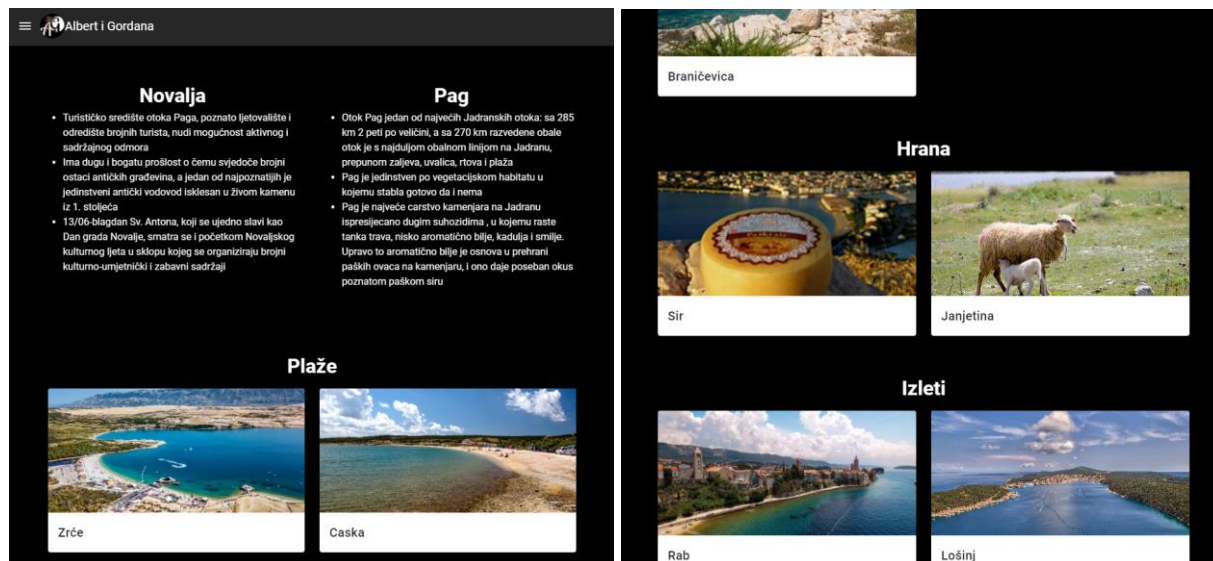 Albert i Gordana
Novalja
Turističko središte otoka Paga, poznato ljetovalište i
odredište brojnih turista, nudi mogućnost aktivnog i
sadržajnog odmora
Ima dugu i bogatu prošlost o čemu svjedoče brojni
ostaci antičkih građevina, a jedan od najpoznatijih je
jedinstveni antički vodovod isklesan u živom kamenu
iz 1. stoljeća
13/06-blagdan Sv. Antona, koji se ujedno slavi kao
Dan grada Novalje, smatra se i početkom Novaljskog
kulturnog ljeta u sklopu kojeg se organiziraju brojni
kulturno-umjetnički i zabavni sadržaji
Pag
Otok Pag jedan od najvećih Jadranskih otoka: sa 285
km 2 peti po veličini, a sa 270 km razvedene obale
otok je s najduljom obalnom linijom na Jadranu,
prepunom zaljeva, uvalica, rtova i plaža
Pag je jedinstven po vegetacijskom habitatu u
kojemu stabla gotovo da i nema
Pag je najveće carstvo kamenjara na Jadranu
ispresijecano dugim suhozidima , u kojemu raste
tanka trava, nisko aromatično bilje, kadulja i smilje.
Upravo to aromatično bilje je osnova u prehrani
paških ovaca na kamenjaru, i ono daje poseban okus
poznatom paškom siru
Plaže
Zrće
Caska
Braničevica
Hrana
Sir
Janjetina
Izleti
Rab
Lošinj